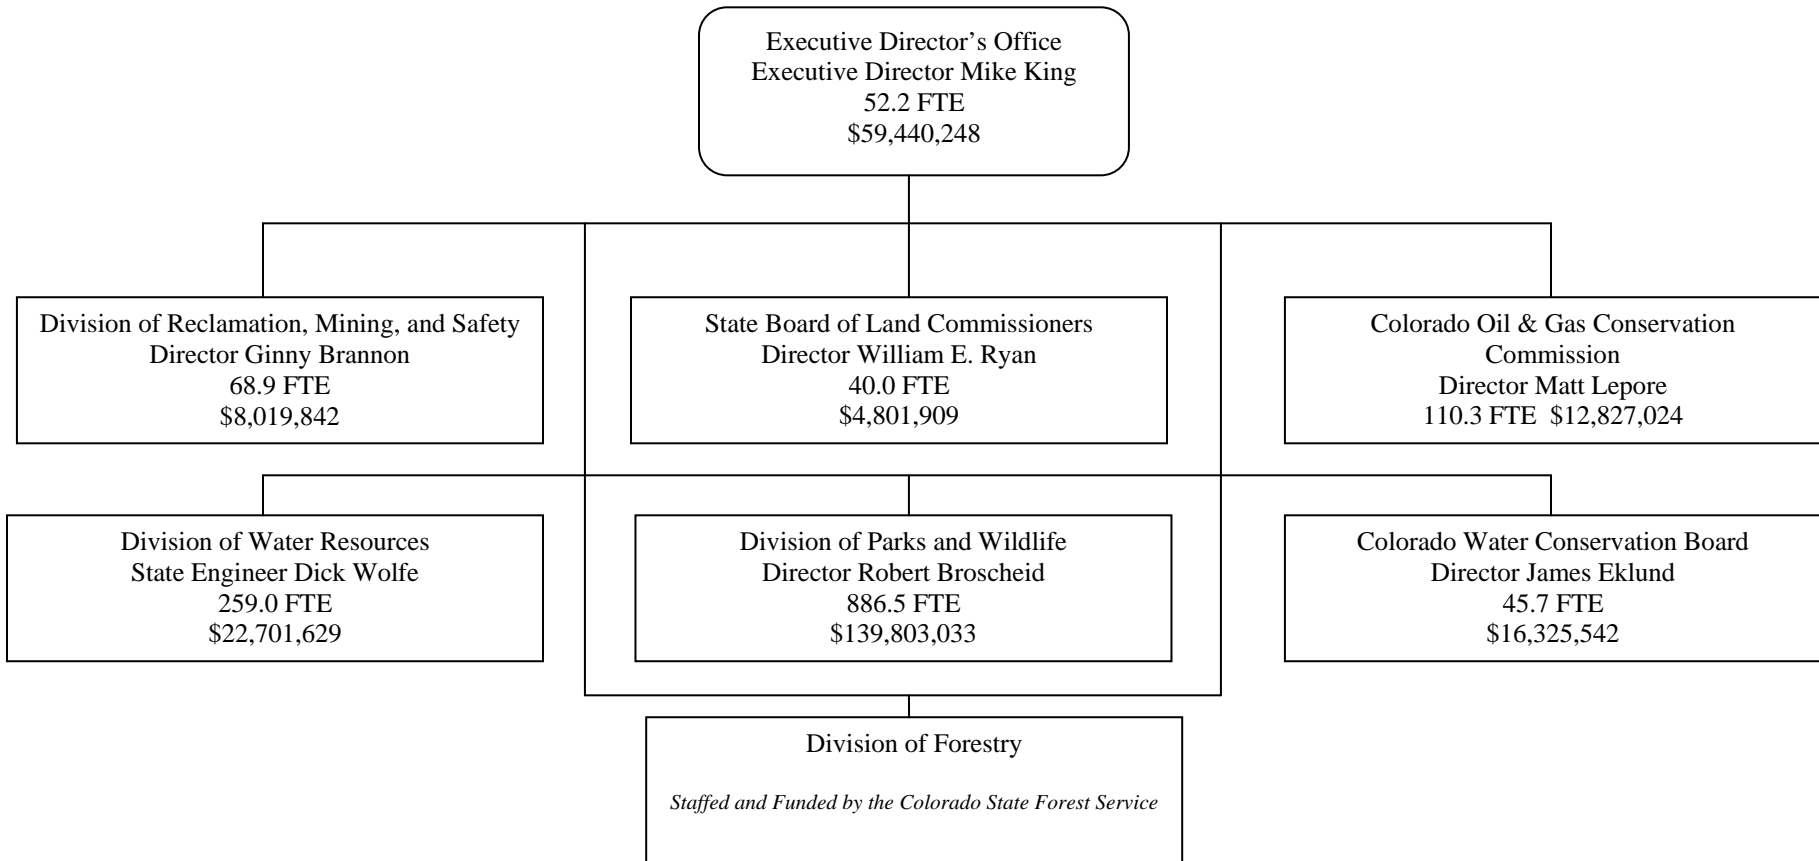 Executive Director’s Office
Executive Director Mike King
52.2 FTE
$59,440,248
Division of Reclamation, Mining, and Safety
Director Ginny Brannon
68.9 FTE
$8,019,842
State Board of Land Commissioners
Director William E. Ryan
40.0 FTE
$4,801,909
Colorado Oil & Gas Conservation
Commission
Director Matt Lepore
110.3 FTE $12,827,024
Division of Water Resources
State Engineer Dick Wolfe
259.0 FTE
$22,701,629
Division of Parks and Wildlife
Director Robert Broscheid
886.5 FTE
$139,803,033
Colorado Water Conservation Board
Director James Eklund
45.7 FTE
$16,325,542
Division of Forestry
Staffed and Funded by the Colorado State Forest Service